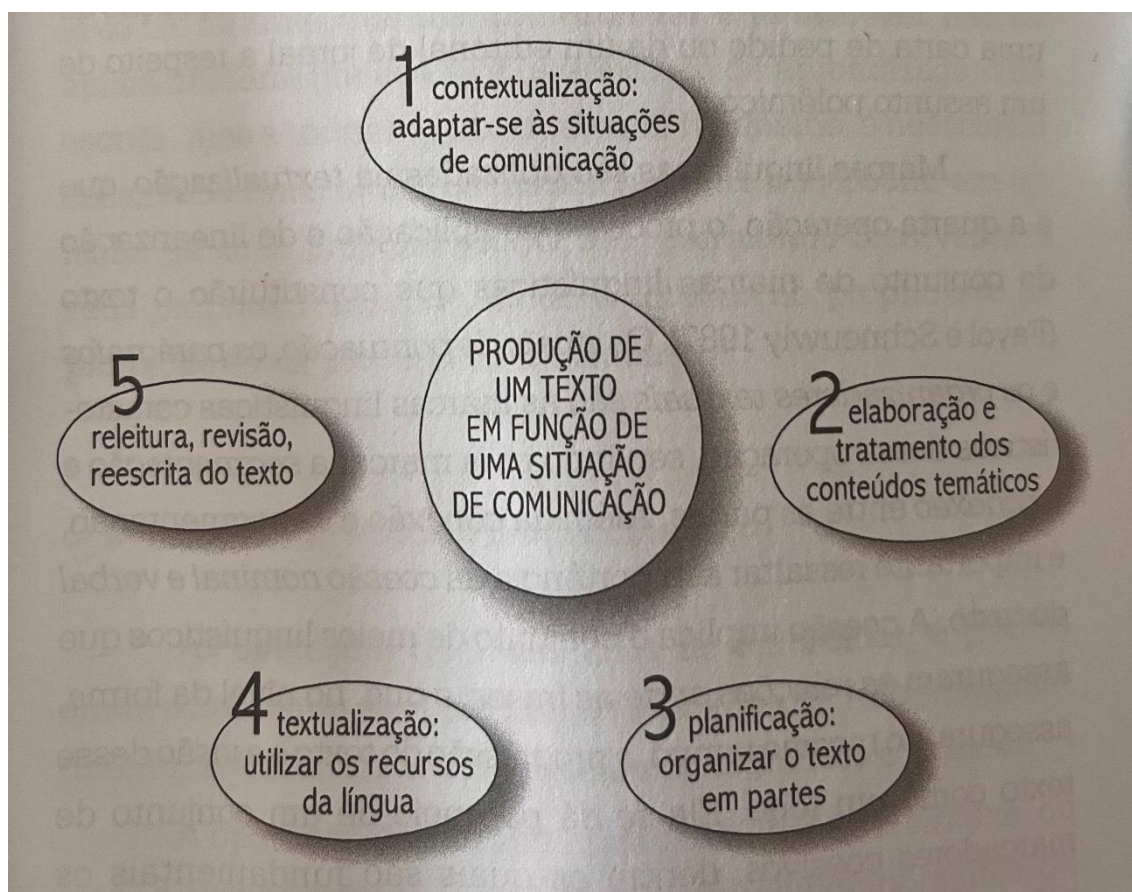 1 contextualização:
adaptar-se às situações
de comunicação
PRODUÇÃO DE
UM TEXTO
EM FUNÇÃO DE
UMA SITUAÇÃO
DE COMUNICAÇÃO
2 elaboração e
tratamento dos
conteúdos temáticos
3 planificação:
organizar o texto
em partes
4 textualização:
utilizar os recursos
da língua
5
releitura, revisão,
reescrita do texto